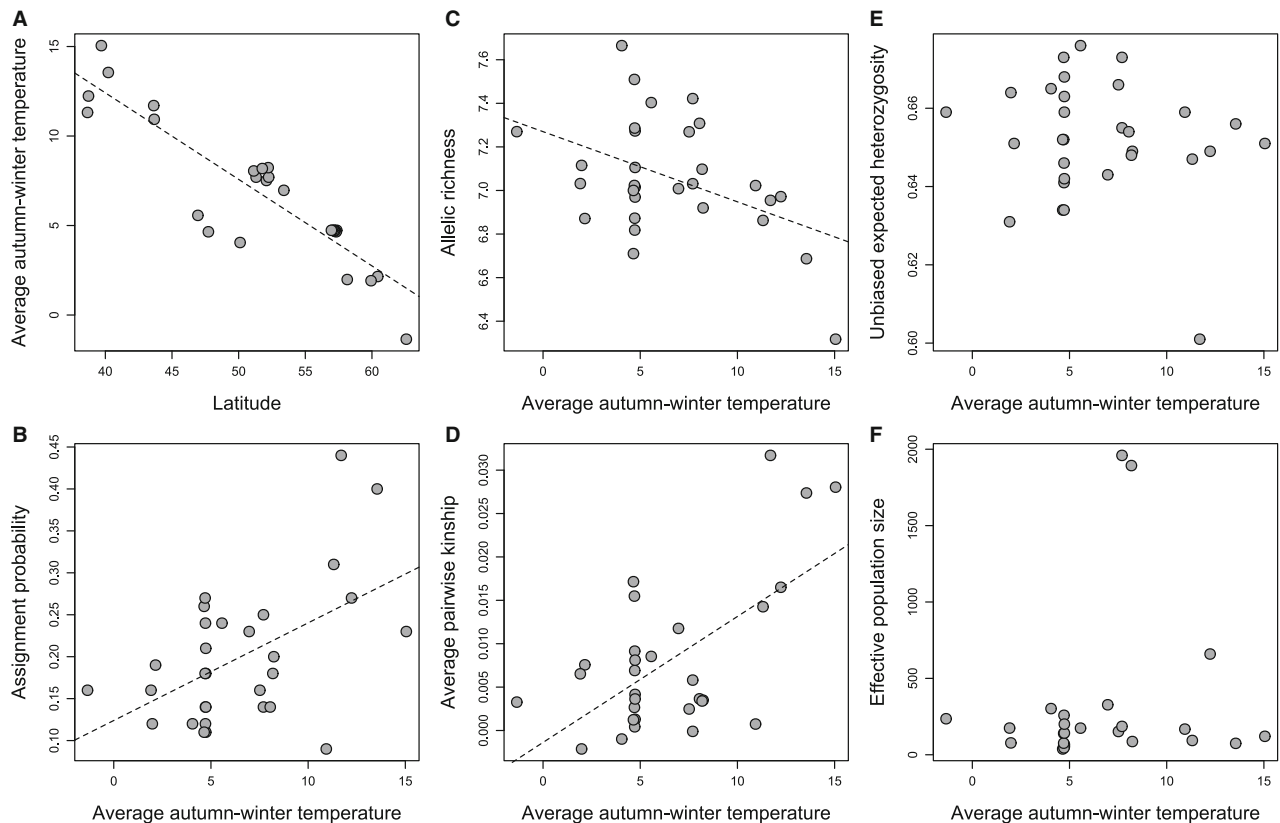 A
Average autumn-winter temperature
15
10
5
0
40 45 50 55 60
Latitude
B
Assignment probability
0.45
0.40
0.35
0.30
0.25
0.20
0.15
0.10
0 5 10 15
Average autumn-winter temperature
C
Allelic richness
7.6
7.4
7.2
7.0
6.8
6.6
6.4
0 5 10 15
Average autumn-winter temperature
D
Average pairwise kinship
0.030
0.025
0.020
0.015
0.010
0.005
0.000
0 5 10 15
Average autumn-winter temperature
E
Unbiased expected heterozygosity
0.66
0.64
0.62
0.60
0 5 10 15
Average autumn-winter temperature
F
Effective population size
2000
1500
1000
500
0
0 5 10 15
Average autumn-winter temperature